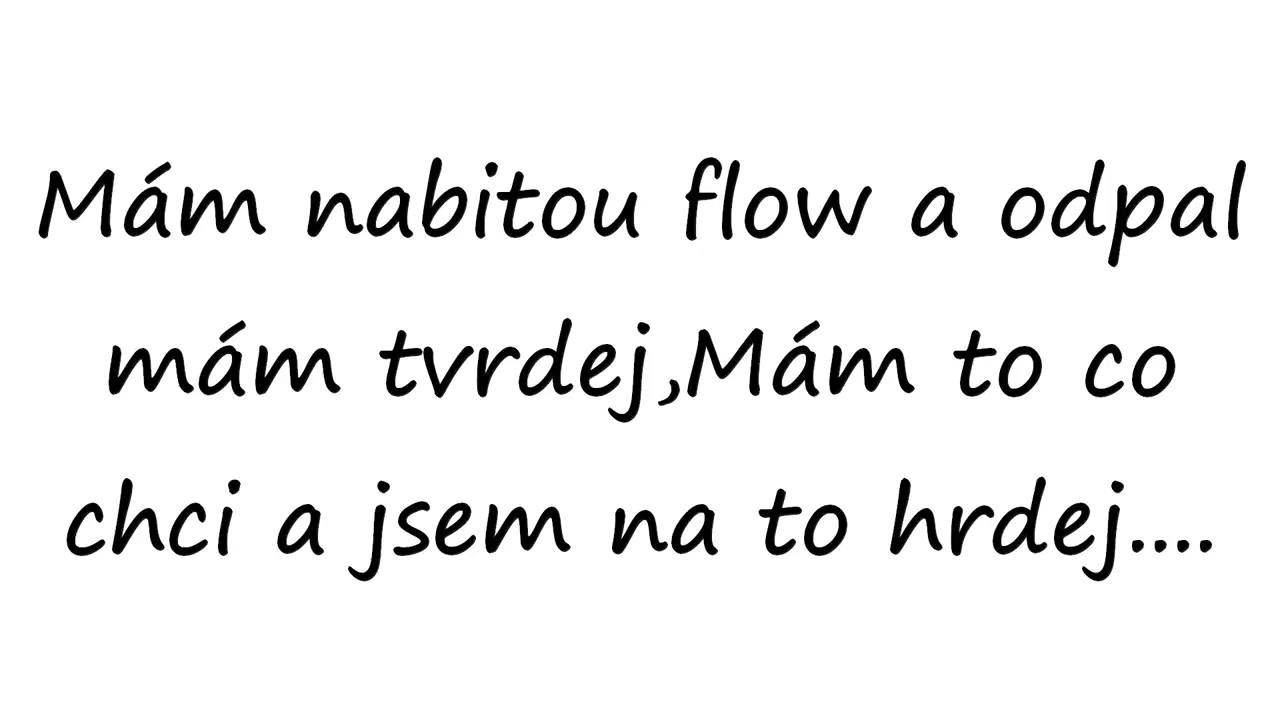 Mám nabitou flow a odpal
mám tvrdej,Mám to co
chci a jsem na to hrdej....